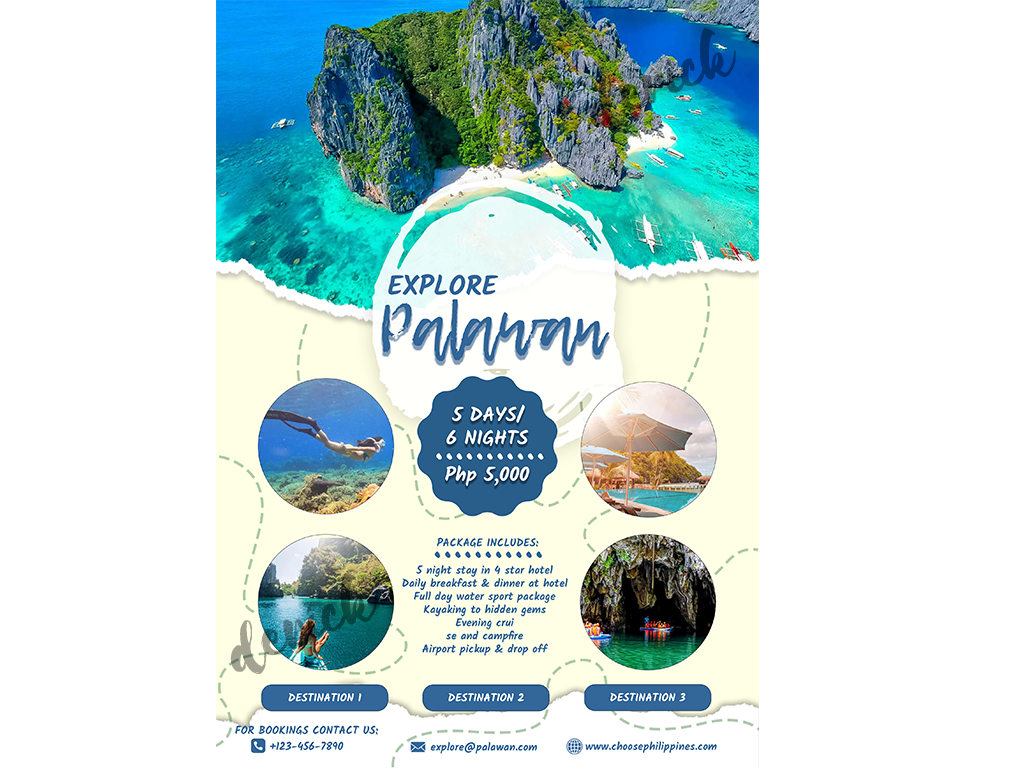 EXPLORE
Palawan
5 DAYS/
6 NIGHTS
Php 5,000
PACKAGE INCLUDES:
5 night stay in 4 star hotel
Daily breakfast & dinner at hotel
Full day water sport package
Kayaking to hidden gems
Evening crui
se and campfire
Airport pickup & drop off
derick
DESTINATION 1
DESTINATION 2
DESTINATION 3
FOR BOOKINGS CONTACT US:
+123-456-7890
explore@palawan.com
www.choosephilippines.com